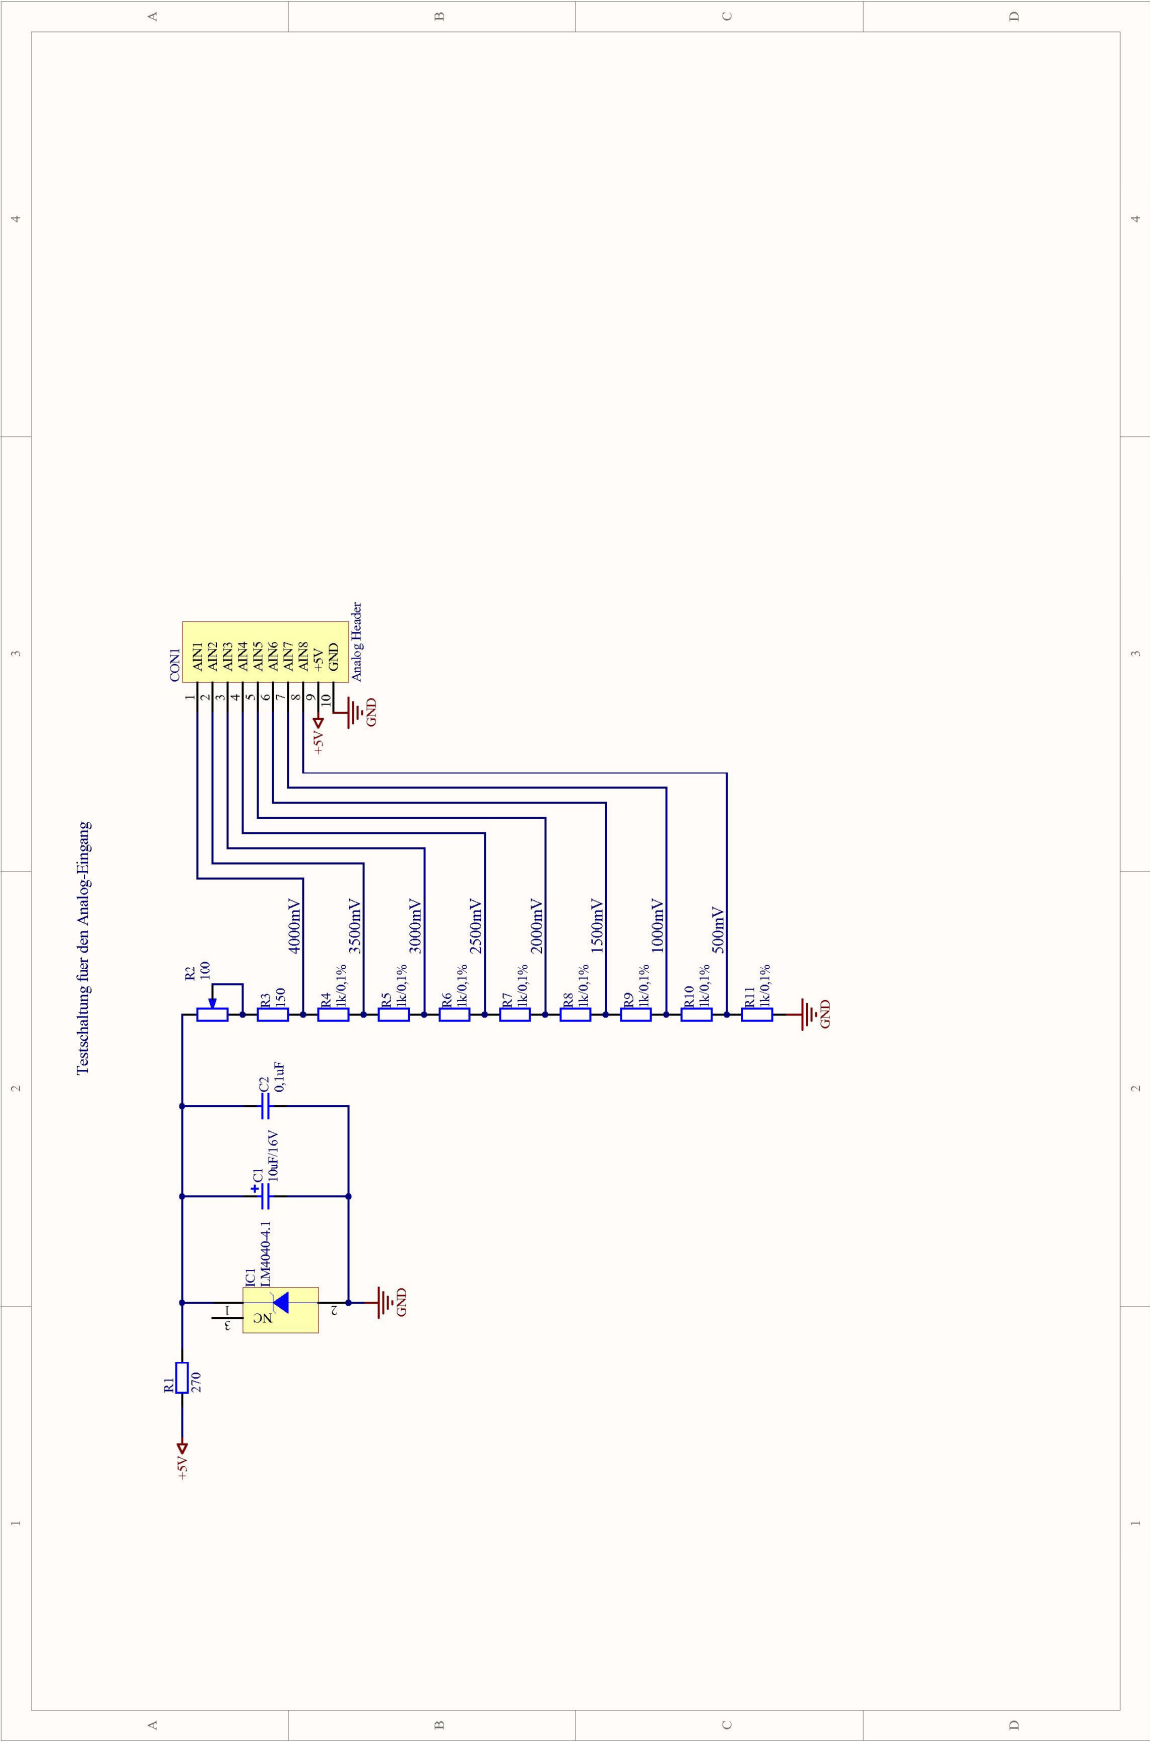 Testschaltung fuer den Analog-Eingang
1
2
3
4
A
B
C
D
+5V
R1
270
IC1
LM4040-4.1
1
3
NC
2
GND
C1
+
10uF/16V
C2
0,1uF
R2
100
R3
150
4000mV
R4
1k/0,1%
3500mV
R5
1k/0,1%
3000mV
R6
1k/0,1%
2500mV
R7
1k/0,1%
2000mV
R8
1k/0,1%
1500mV
R9
1k/0,1%
1000mV
R10
1k/0,1%
500mV
R11
1k/0,1%
GND
CON1
1 AIN1
2 AIN2
3 AIN3
4 AIN4
5 AIN5
6 AIN6
7 AIN7
8 AIN8
+5V 9 +5V
10 GND
GND
Analog Header
A
B
C
D
1
2
3
4